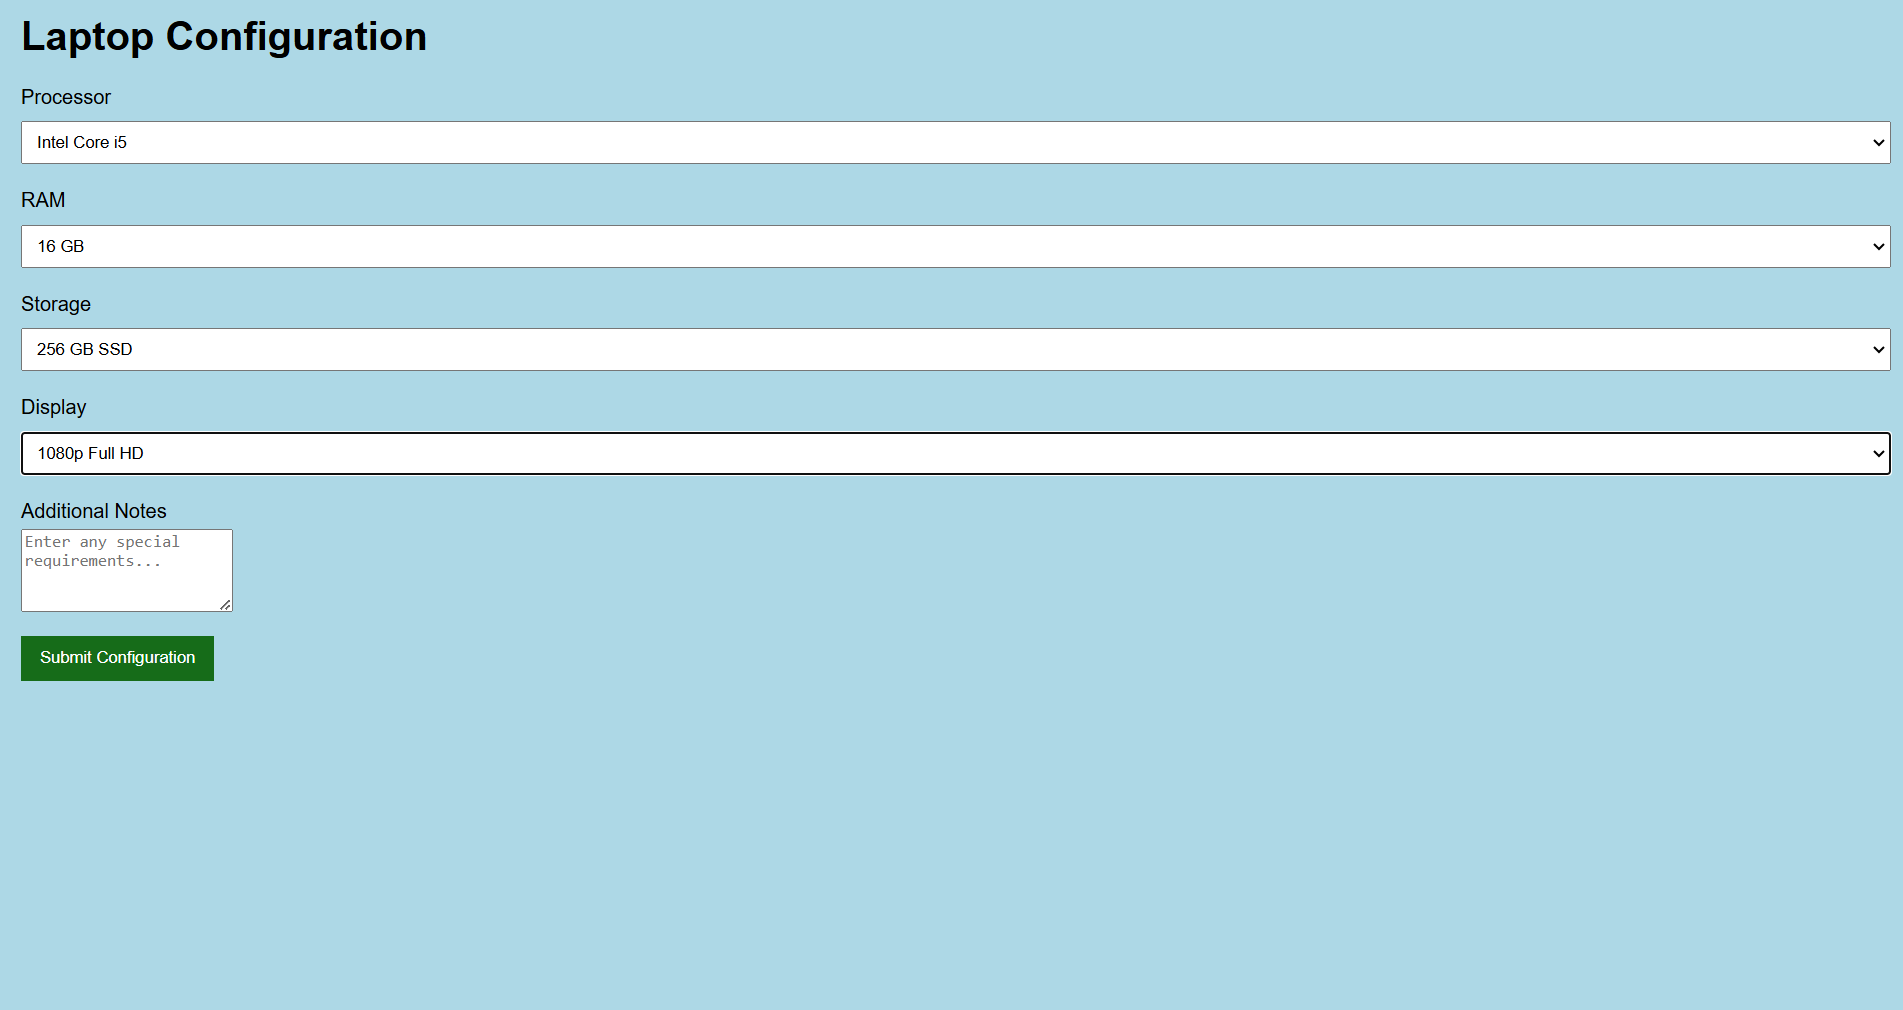 Laptop Configuration
Processor
Intel Core i5
RAM
16 GB
Storage
256 GB SSD
Display
1080p Full HD
Additional Notes
Enter any special
requirements...
Submit Configuration